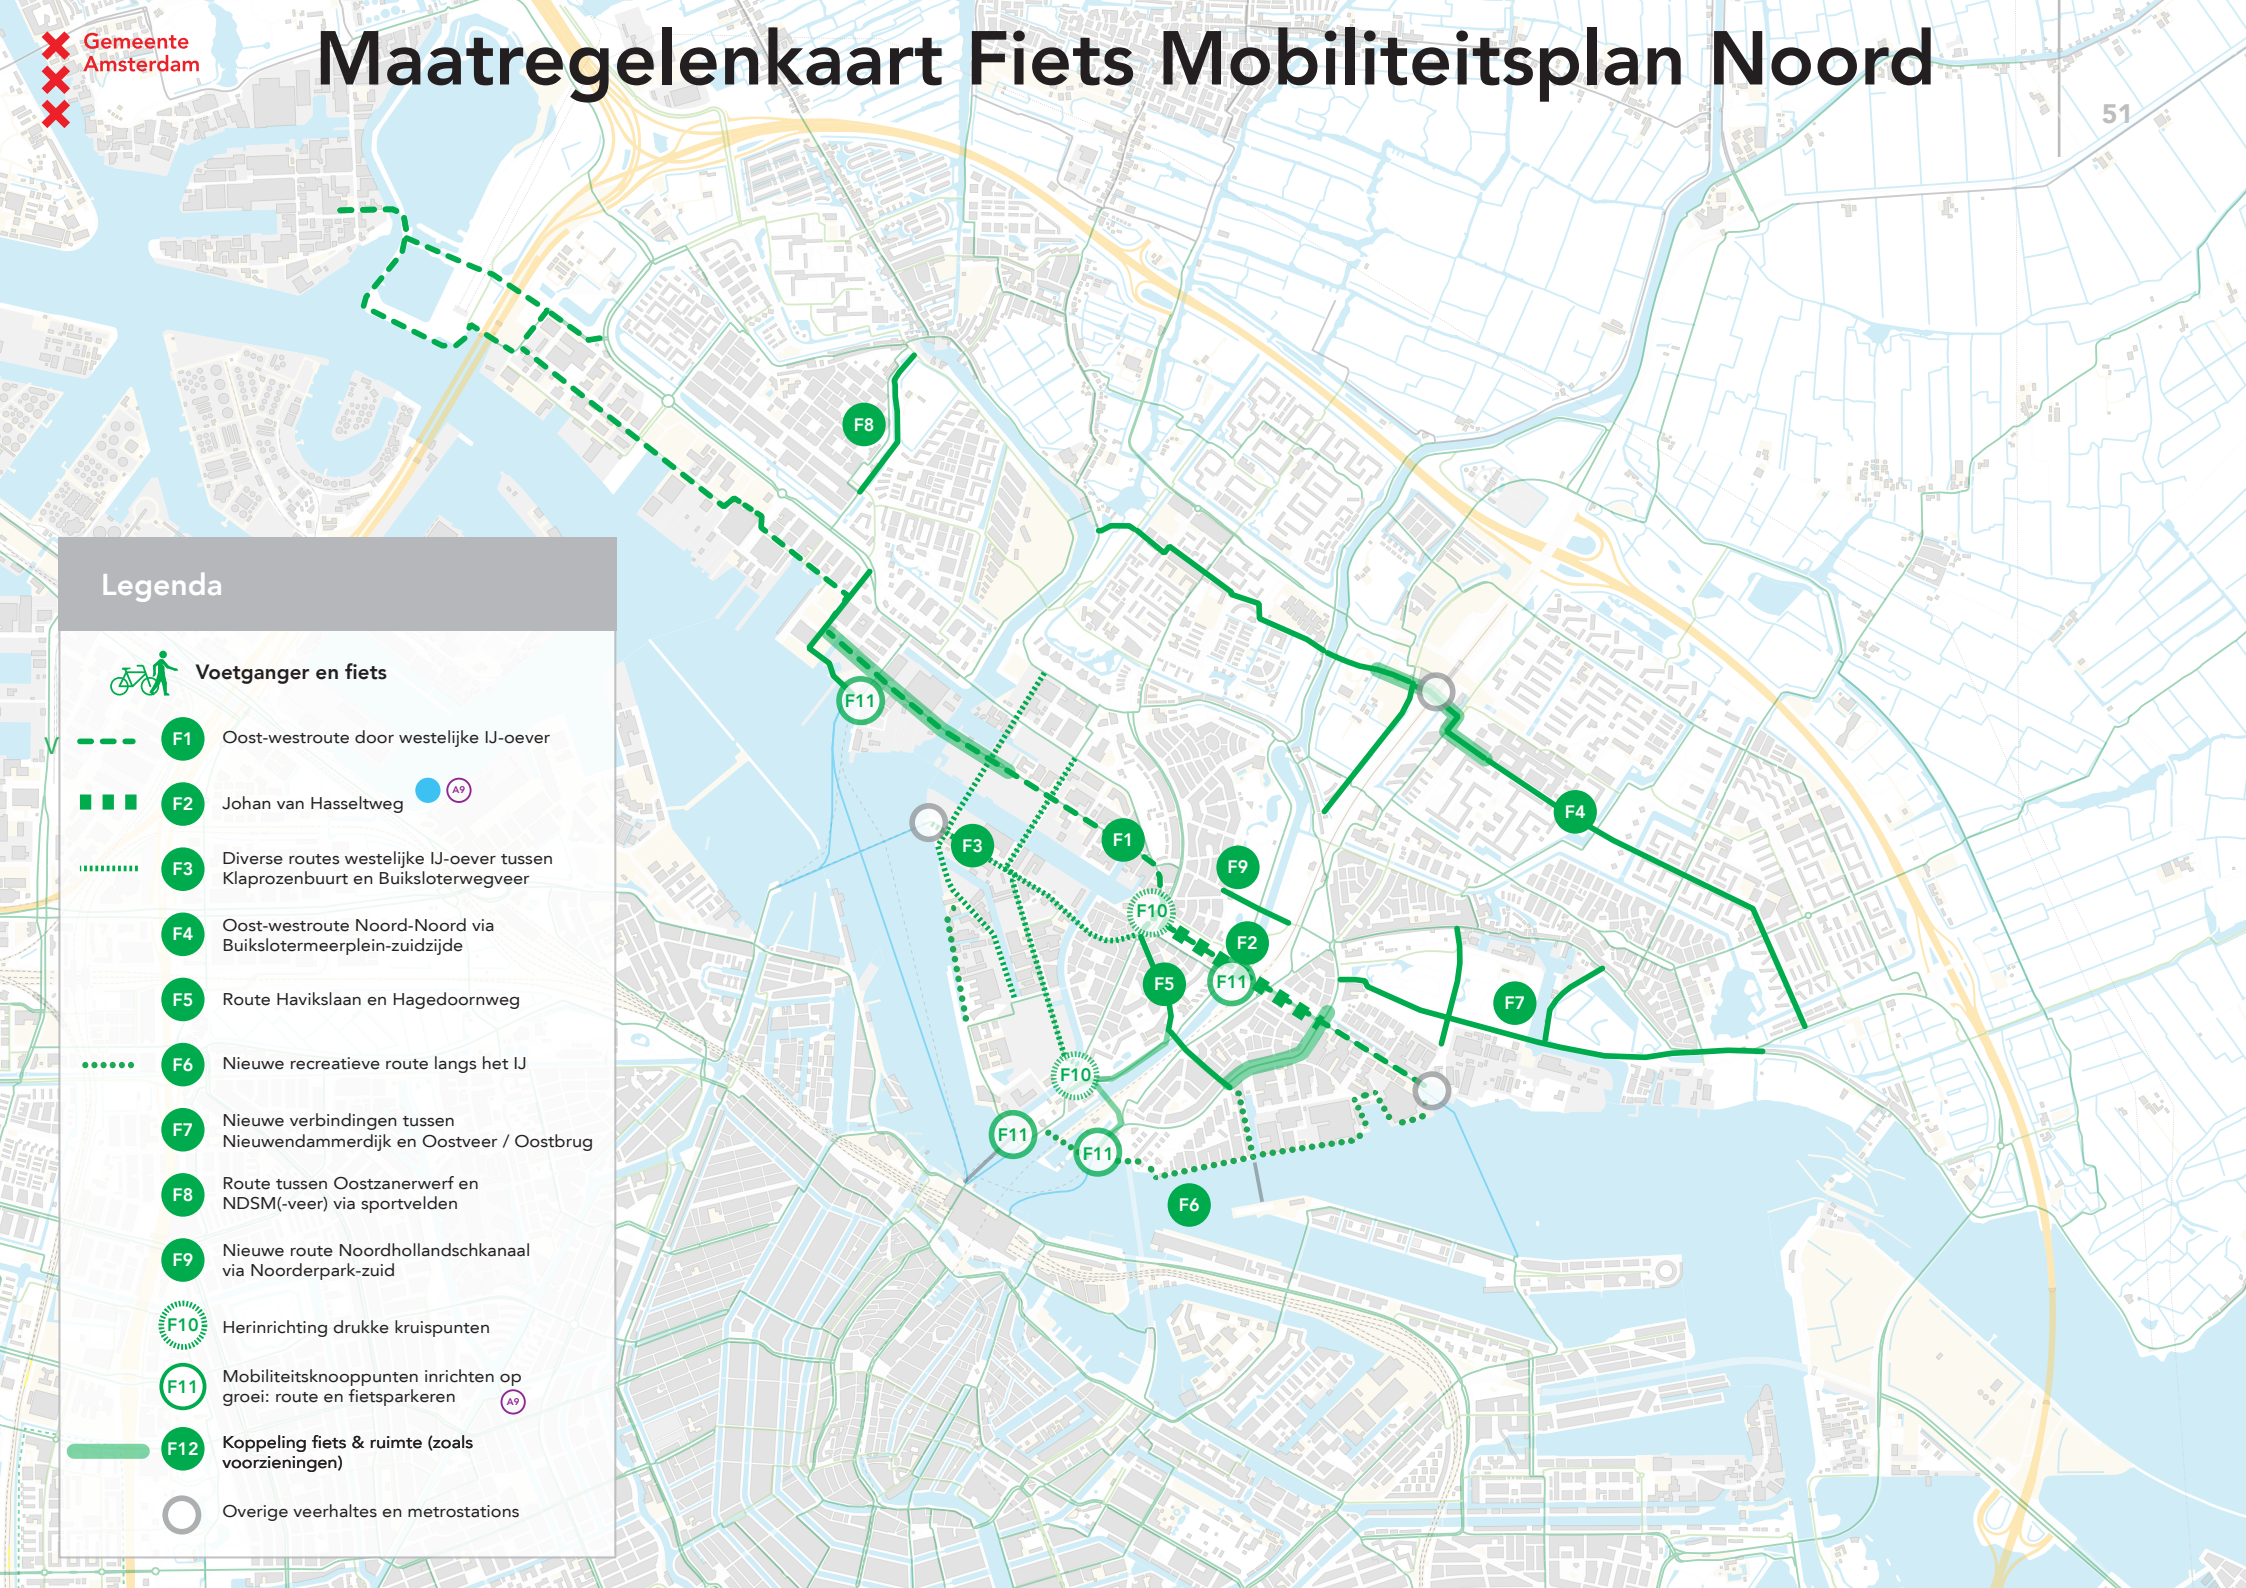 Gemeente
Amsterdam
Maatregelenkaart Fiets Mobiliteitsplan Noord
51
Legenda
Voetganger en fiets
F1 Oost-westroute door westelijke IJ-oever
F2 Johan van Hasseltweg A9
F3 Diverse routes westelijke IJ-oever tussen
Klaprozenbuurt en Buiksloterwegveer
F4 Oost-westroute Noord-Noord via
Buikslotermeerplein-zuidzijde
F5 Route Havikslaan en Hagedoornweg
F6 Nieuwe recreatieve route langs het IJ
F7 Nieuwe verbindingen tussen
Nieuwendammerdijk en Oostveer / Oostbrug
F8 Route tussen Oostzanerwerf en
NDSM(-veer) via sportvelden
F9 Nieuwe route Noordhollandschkanaal
via Noorderpark-zuid
F10 Herinrichting drukke kruispunten
F11 Mobiliteitsknooppunten inrichten op
groei: route en fietsparkeren A9
F12 Koppeling fiets & ruimte (zoals
voorzieningen)
Overige veerhaltes en metrostations
F8
F11
F4
F1
F3
F9
F10
F2
F11
F5
F7
F10
F11
F11
F6